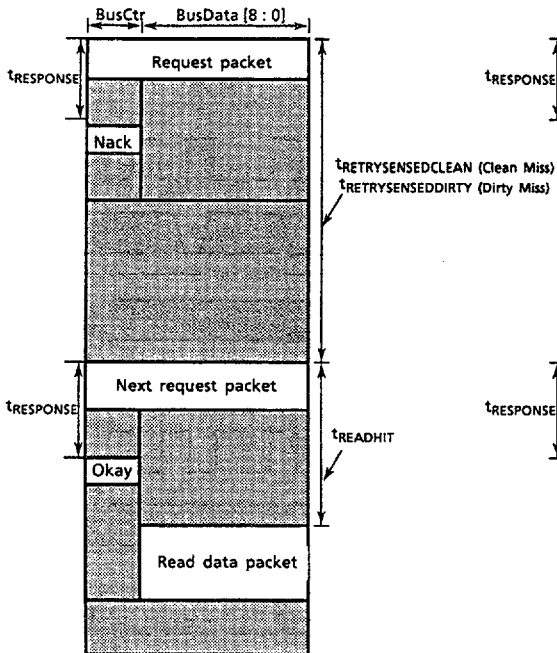 BusCtr BusData [8 : 0]
Request packet
tRESPONSE
tRESPONSE
Nack
tRETRYSENSEDCLEAN (Clean Miss)
tRETRYSENSEDDIRTY (Dirty Miss)
Next request packet
tRESPONSE
tRESPONSE
tREADHIT
Okay
Read data packet